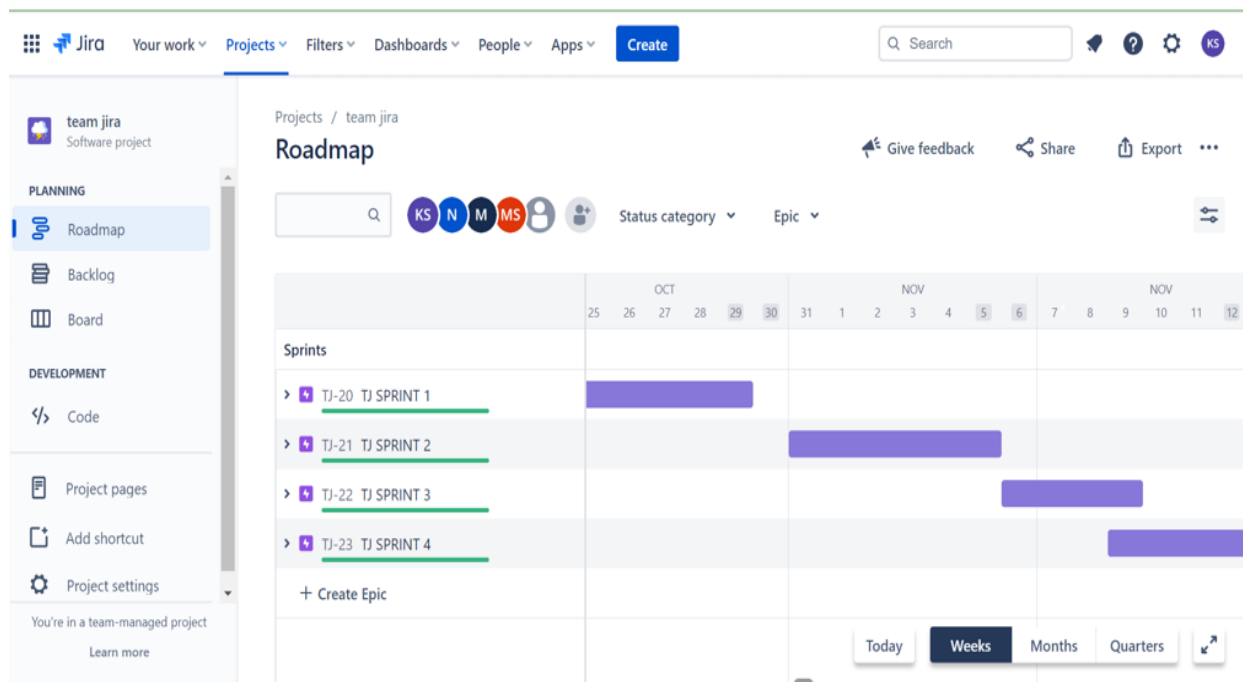 Jira Your work Projects Filters Dashboards People Apps Create Search ? KS
team jira
Software project
PLANNING
Roadmap
Backlog
Board
DEVELOPMENT
Code
Project pages
Add shortcut
Project settings
You're in a team-managed project
Learn more
Projects / team jira
Roadmap
Give feedback Share Export
KS N M MS Status category Epic
OCT NOV NOV
25 26 27 28 29 30 31 1 2 3 4 5 6 7 8 9 10 11 12
Sprints
TJ-20 TJ SPRINT 1
TJ-21 TJ SPRINT 2
TJ-22 TJ SPRINT 3
TJ-23 TJ SPRINT 4
+ Create Epic
Today Weeks Months Quarters